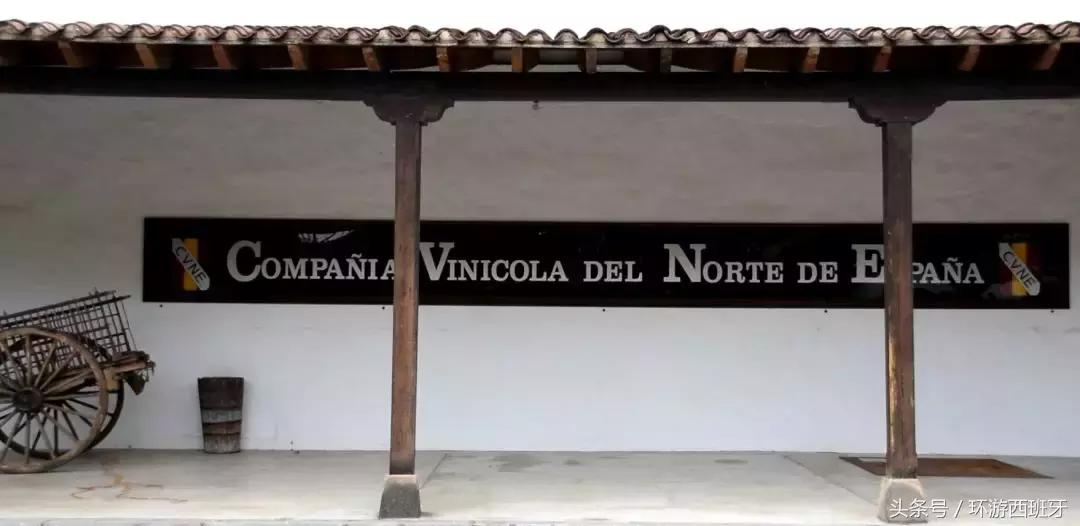 CVNE
COMPAÑIA VINICOLA DEL NORTE DE ESPAÑA
CVNE
头条号 / 环游西班牙